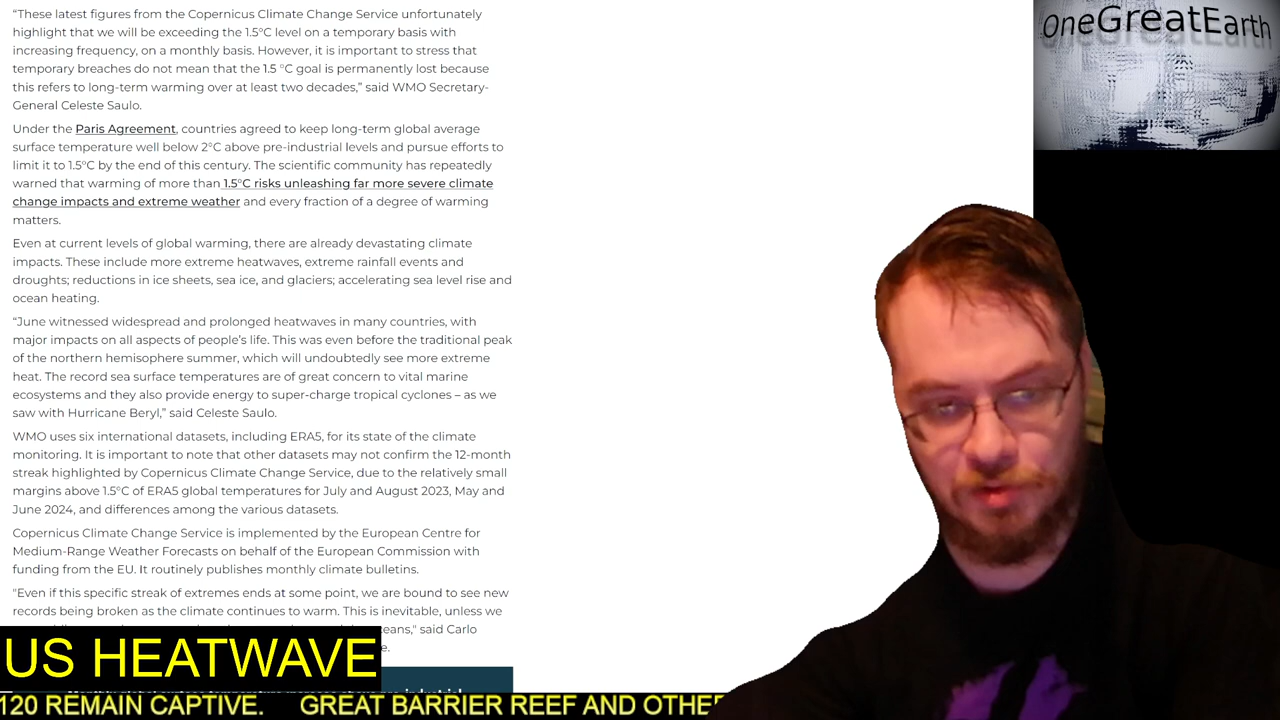 “These latest figures from the Copernicus Climate Change Service unfortunately
highlight that we will be exceeding the 1.5°C level on a temporary basis with
increasing frequency, on a monthly basis. However, it is important to stress that
temporary breaches do not mean that the 1.5 °C goal is permanently lost because
this refers to long-term warming over at least two decades,” said WMO Secretary-
General Celeste Saulo.
Under the Paris Agreement, countries agreed to keep long-term global average
surface temperature well below 2°C above pre-industrial levels and pursue efforts to
limit it to 1.5°C by the end of this century. The scientific community has repeatedly
warned that warming of more than 1.5°C risks unleashing far more severe climate
change impacts and extreme weather and every fraction of a degree of warming
matters.
Even at current levels of global warming, there are already devastating climate
impacts. These include more extreme heatwaves, extreme rainfall events and
droughts; reductions in ice sheets, sea ice, and glaciers; accelerating sea level rise and
ocean heating.
“June witnessed widespread and prolonged heatwaves in many countries, with
major impacts on all aspects of people’s life. This was even before the traditional peak
of the northern hemisphere summer, which will undoubtedly see more extreme
heat. The record sea surface temperatures are of great concern to vital marine
ecosystems and they also provide energy to super-charge tropical cyclones – as we
saw with Hurricane Beryl,” said Celeste Saulo.
WMO uses six international datasets, including ERA5, for its state of the climate
monitoring. It is important to note that other datasets may not confirm the 12-month
streak highlighted by Copernicus Climate Change Service, due to the relatively small
margins above 1.5°C of ERA5 global temperatures for July and August 2023, May and
June 2024, and differences among the various datasets.
Copernicus Climate Change Service is implemented by the European Centre for
Medium-Range Weather Forecasts on behalf of the European Commission with
funding from the EU. It routinely publishes monthly climate bulletins.
"Even if this specific streak of extremes ends at some point, we are bound to see new
records being broken as the climate continues to warm. This is inevitable, unless we
said Carlo
OneGreatEarth
US HEATWAVE
120 REMAIN CAPTIVE. GREAT BARRIER REEF AND OTHE